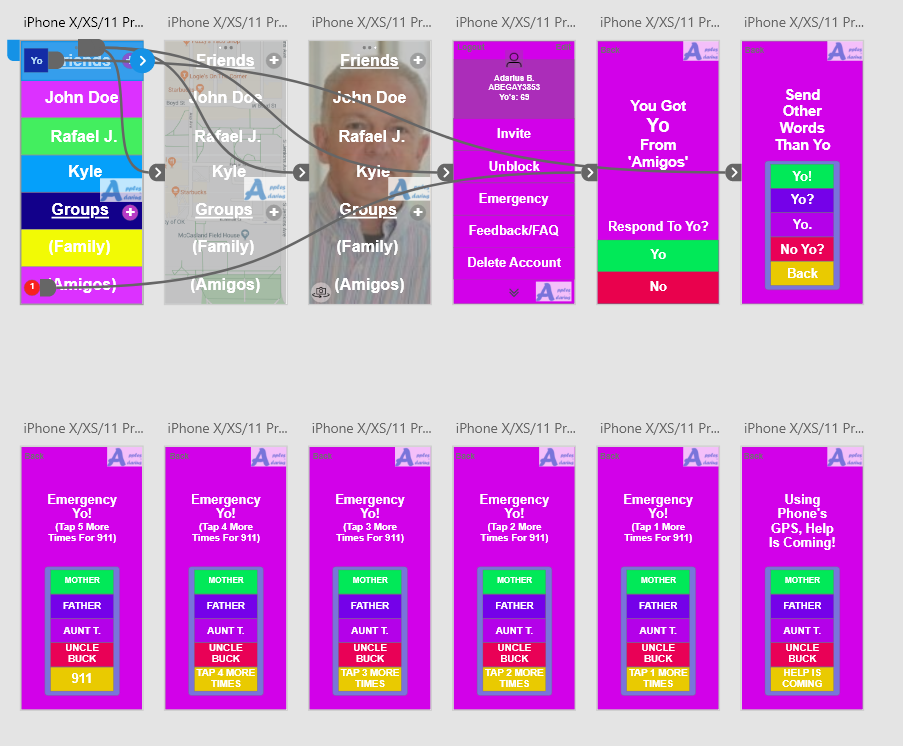 iPhone X/XS/11 Pr...
iPhone X/XS/11 Pr...
iPhone X/XS/11 Pr...
iPhone X/XS/11 Pr...
iPhone X/XS/11 Pr...
iPhone X/XS/11 Pr...
Yo
Friends
John Doe
Rafael J.
Kyle
Groups
(Family)
1
(Amigos)
Friends
John Doe
Rafael J.
Kyle
Starbucks
Groups
McCasland Field House
(Family)
(Amigos)
Friends
John Doe
Rafael J.
Kyle
Groups
(Family)
(Amigos)
Logout
Edit
Adarius B.
ABEGAY3853
Yo's: 69
Invite
Unblock
Emergency
Feedback/FAQ
Delete Account
Back
You Got
Yo
From
'Amigos'
Respond To Yo?
Yo
No
Back
Send
Other
Words
Than Yo
Yo!
Yo?
Yo.
No Yo?
Back
iPhone X/XS/11 Pr...
iPhone X/XS/11 Pr...
iPhone X/XS/11 Pr...
iPhone X/XS/11 Pr...
iPhone X/XS/11 Pr...
iPhone X/XS/11 Pr...
Back
Emergency
Yo!
(Tap 5 More
Times For 911)
MOTHER
FATHER
AUNT T.
UNCLE
BUCK
911
Back
Emergency
Yo!
(Tap 4 More
Times For 911)
MOTHER
FATHER
AUNT T.
UNCLE
BUCK
TAP 4 MORE
TIMES
Back
Emergency
Yo!
(Tap 3 More
Times For 911)
MOTHER
FATHER
AUNT T.
UNCLE
BUCK
TAP 3 MORE
TIMES
Back
Emergency
Yo!
(Tap 2 More
Times For 911)
MOTHER
FATHER
AUNT T.
UNCLE
BUCK
TAP 2 MORE
TIMES
Back
Emergency
Yo!
(Tap 1 More
Times For 911)
MOTHER
FATHER
AUNT T.
UNCLE
BUCK
TAP 1 MORE
TIMES
Back
Using
Phone's
GPS, Help
Is Coming!
MOTHER
FATHER
AUNT T.
UNCLE
BUCK
HELP IS
COMING